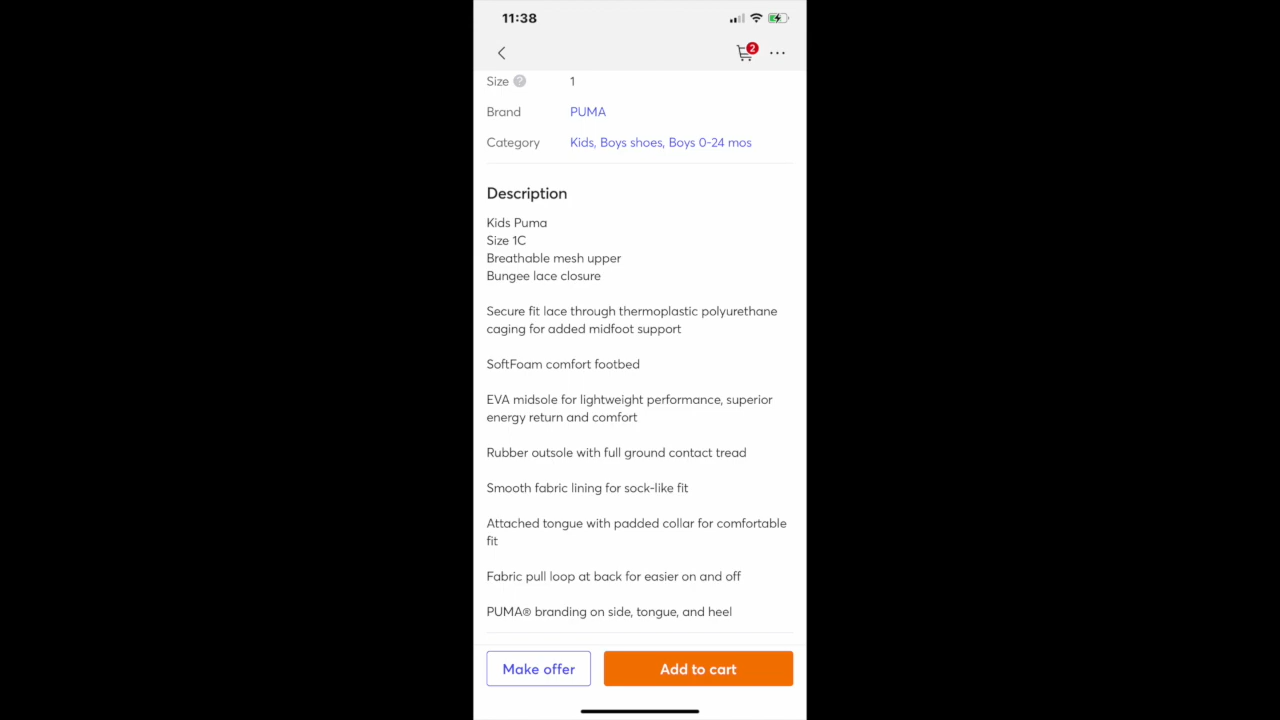 11:38
2
Size ?
1
Brand
PUMA
Category
Kids, Boys shoes, Boys 0-24 mos
Description
Kids Puma
Size 1C
Breathable mesh upper
Bungee lace closure
Secure fit lace through thermoplastic polyurethane
caging for added midfoot support
SoftFoam comfort footbed
EVA midsole for lightweight performance, superior
energy return and comfort
Rubber outsole with full ground contact tread
Smooth fabric lining for sock-like fit
Attached tongue with padded collar for comfortable
fit
Fabric pull loop at back for easier on and off
PUMA® branding on side, tongue, and heel
Make offer
Add to cart